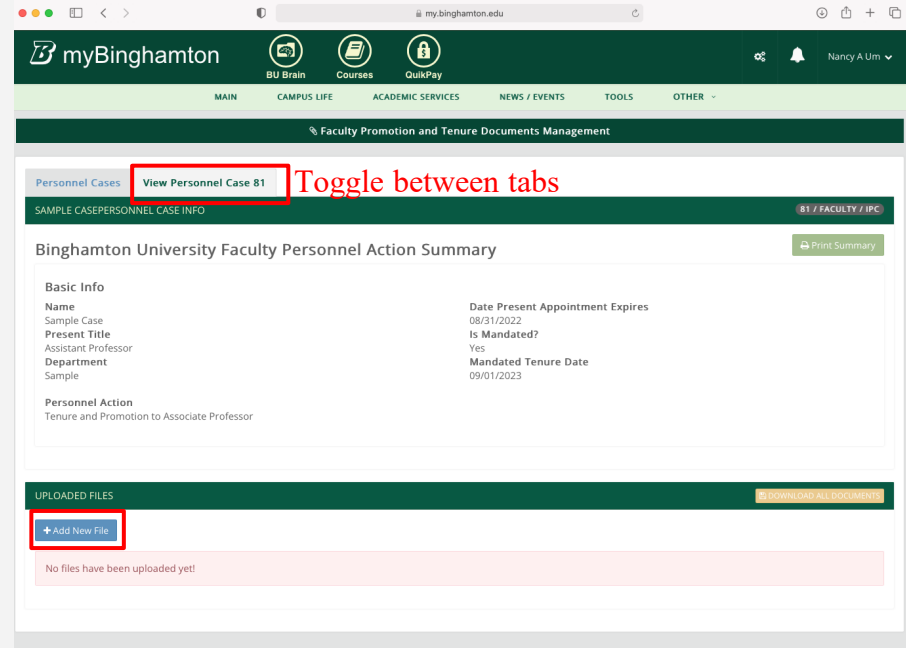 my.binghamton.edu
B myBinghamton
BU Brain
Courses
QuikPay
Nancy A Um
MAIN CAMPUS LIFE ACADEMIC SERVICES NEWS / EVENTS TOOLS OTHER
Faculty Promotion and Tenure Documents Management
Personnel Cases View Personnel Case 81 Toggle between tabs
SAMPLE CASEPERSONNEL CASE INFO 81 / FACULTY / IPC
Binghamton University Faculty Personnel Action Summary Print Summary
Basic Info
Name Date Present Appointment Expires
Sample Case 08/31/2022
Present Title Is Mandated?
Assistant Professor Yes
Department Mandated Tenure Date
Sample 09/01/2023
Personnel Action
Tenure and Promotion to Associate Professor
UPLOADED FILES DOWNLOAD ALL DOCUMENTS
+ Add New File
No files have been uploaded yet!